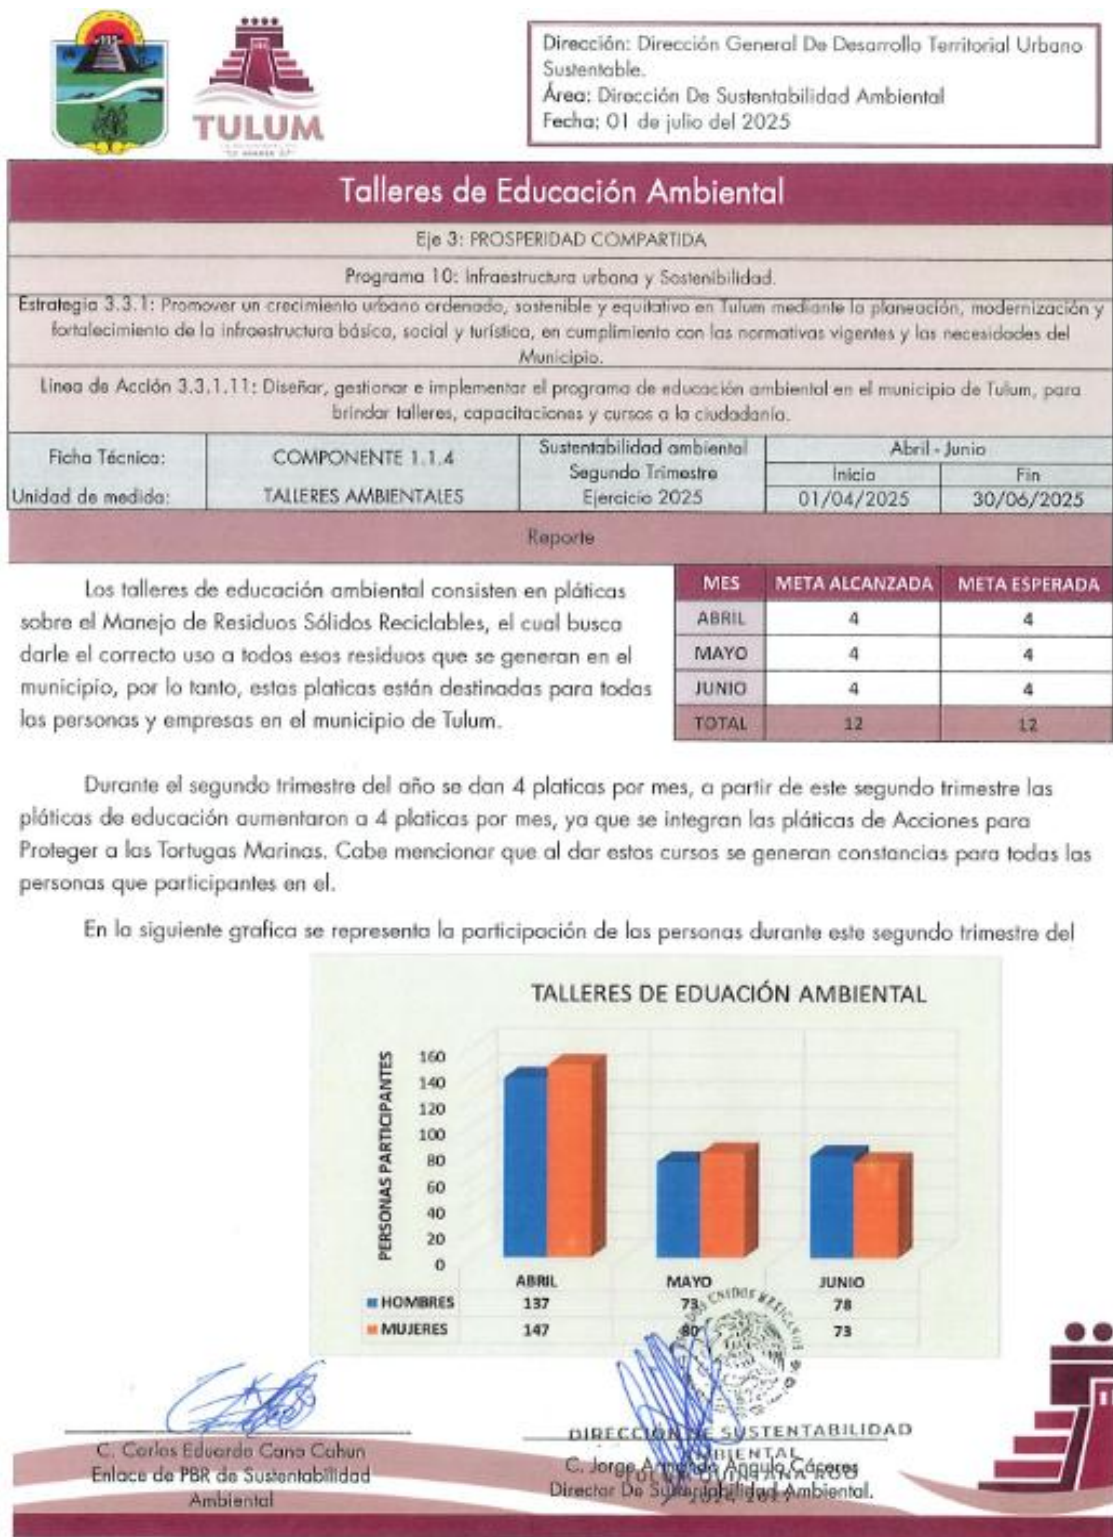 TULUM
Dirección: Dirección General De Desarrollo Territorial Urbano
Sustentable.
Área: Dirección De Sustentabilidad Ambiental
Fecha: 01 de julio del 2025
Talleres de Educación Ambiental
Eje 3: PROSPERIDAD COMPARTIDA
Programa 10: Infraestructura urbana y Sostenibilidad.
Estrategia 3.3.1: Promover un crecimiento urbano ordenado, sostenible y equitativo en Tulum mediante la planeación, modernización y
fortalecimiento de la infraestructura básica, social y turística, en cumplimiento con las normativas vigentes y las necesidades del
Municipio.
Linea de Acción 3.3.1.11: Diseñar, gestionar e implementar el programa de educación ambiental en el municipio de Tulum, para
brindar talleres, capacitaciones y cursos a la ciudadanía.
Ficha Técnica: COMPONENTE 1.1.4 Sustentabilidad ambiental Abril - Junio
Segundo Trimestre Inicio Fin
Unidad de medida: TALLERES AMBIENTALES Ejercicio 2025 01/04/2025 30/06/2025
Reporte
Los talleres de educación ambiental consisten en pláticas
sobre el Manejo de Residuos Sólidos Reciclables, el cual busca
darle el correcto uso a todos esos residuos que se generan en el
municipio, por lo tanto, estas platicas están destinadas para todas
las personas y empresas en el municipio de Tulum.
MES META ALCANZADA META ESPERADA
ABRIL 4 4
MAYO 4 4
JUNIO 4 4
TOTAL 12 12
Durante el segundo trimestre del año se dan 4 platicas por mes, a partir de este segundo trimestre las
pláticas de educación aumentaron a 4 platicas por mes, ya que se integran las pláticas de Acciones para
Proteger a las Tortugas Marinas. Cabe mencionar que al dar estos cursos se generan constancias para todas las
personas que participantes en el.
En la siguiente grafica se representa la participación de las personas durante este segundo trimestre del
TALLERES DE EDUACIÓN AMBIENTAL
PERSONAS PARTICIPANTES
160
140
120
100
80
60
40
20
0
ABRIL MAYO JUNIO
HOMBRES 137 73 78
MUJERES 147 80 73
DIRECCIÓN DE SUSTENTABILIDAD
AMBIENTAL
TULUM QUINTANA ROO
C. Carlos Eduardo Cano Cahun
Enlace de PBR de Sustentabilidad
Ambiental
C. Jorge Armando Angulo Cáceres
Director De Sustentabilidad Ambiental.